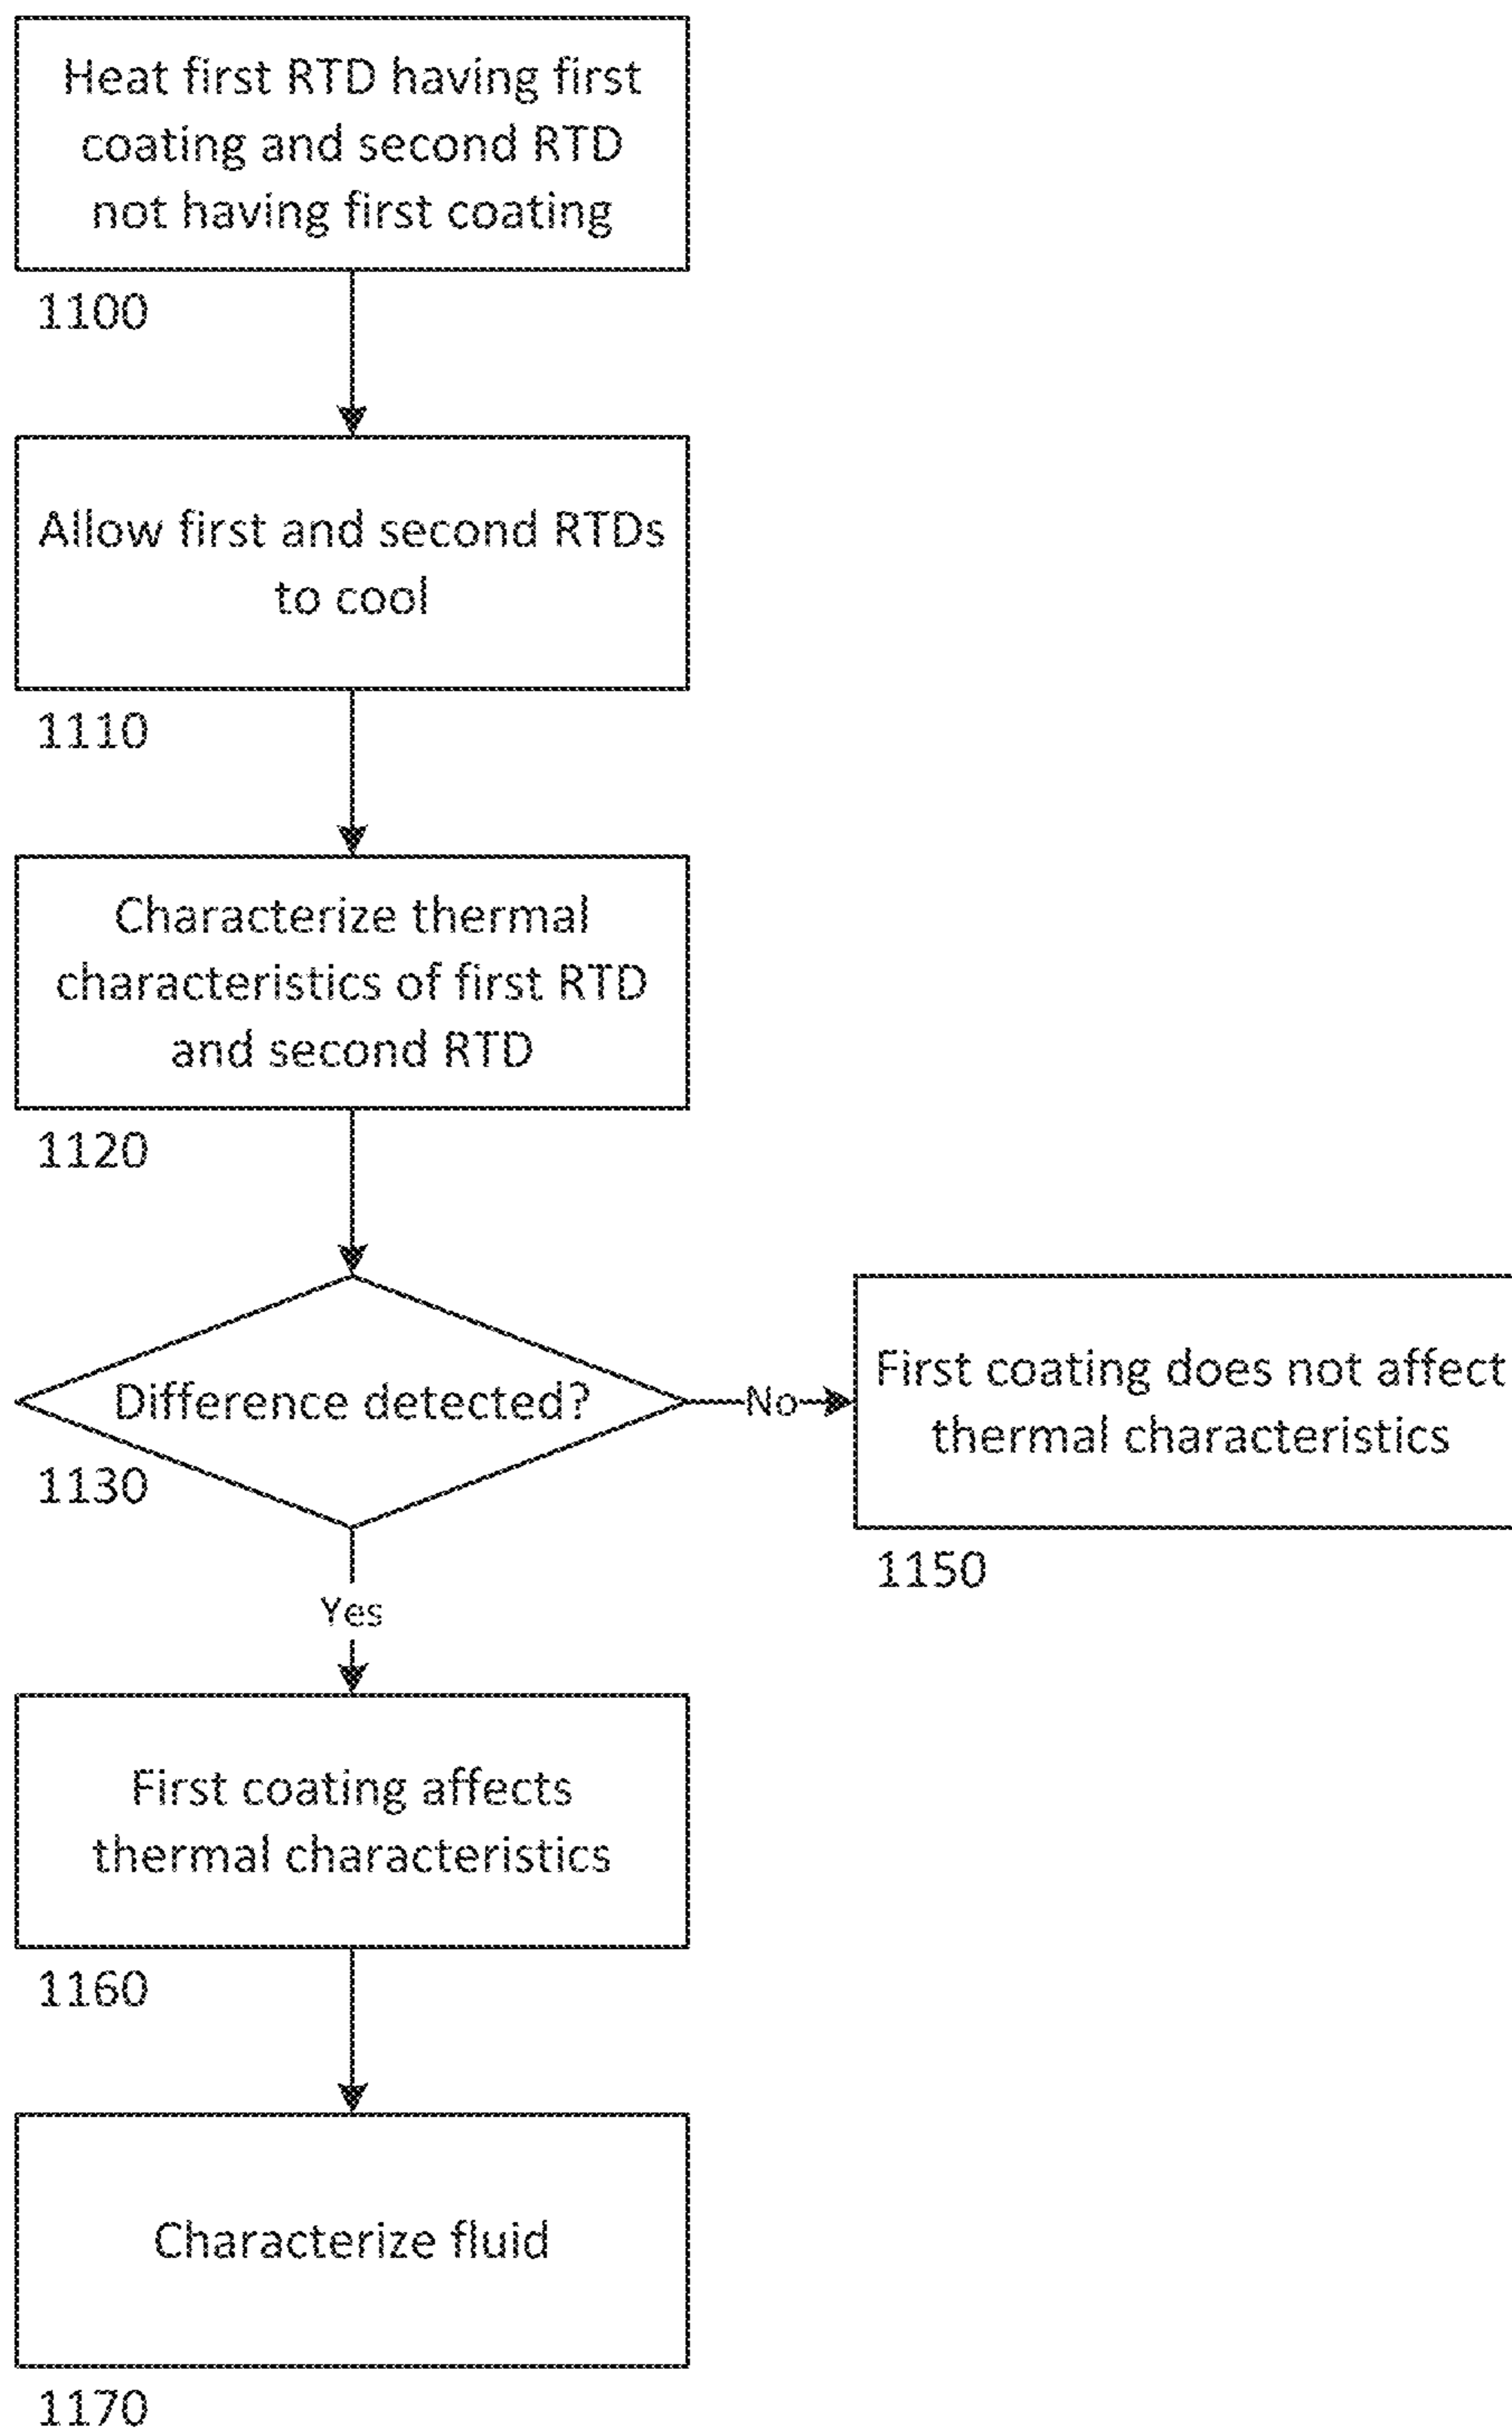 Heat first RTD having first
coating and second RTD
not having first coating
1100
Allow first and second RTDs
to cool
1110
Characterize thermal
characteristics of first RTD
and second RTD
1120
Difference detected?
1130
No
First coating does not affect
thermal characteristics
1150
Yes
First coating affects
thermal characteristics
1160
Characterize fluid
1170